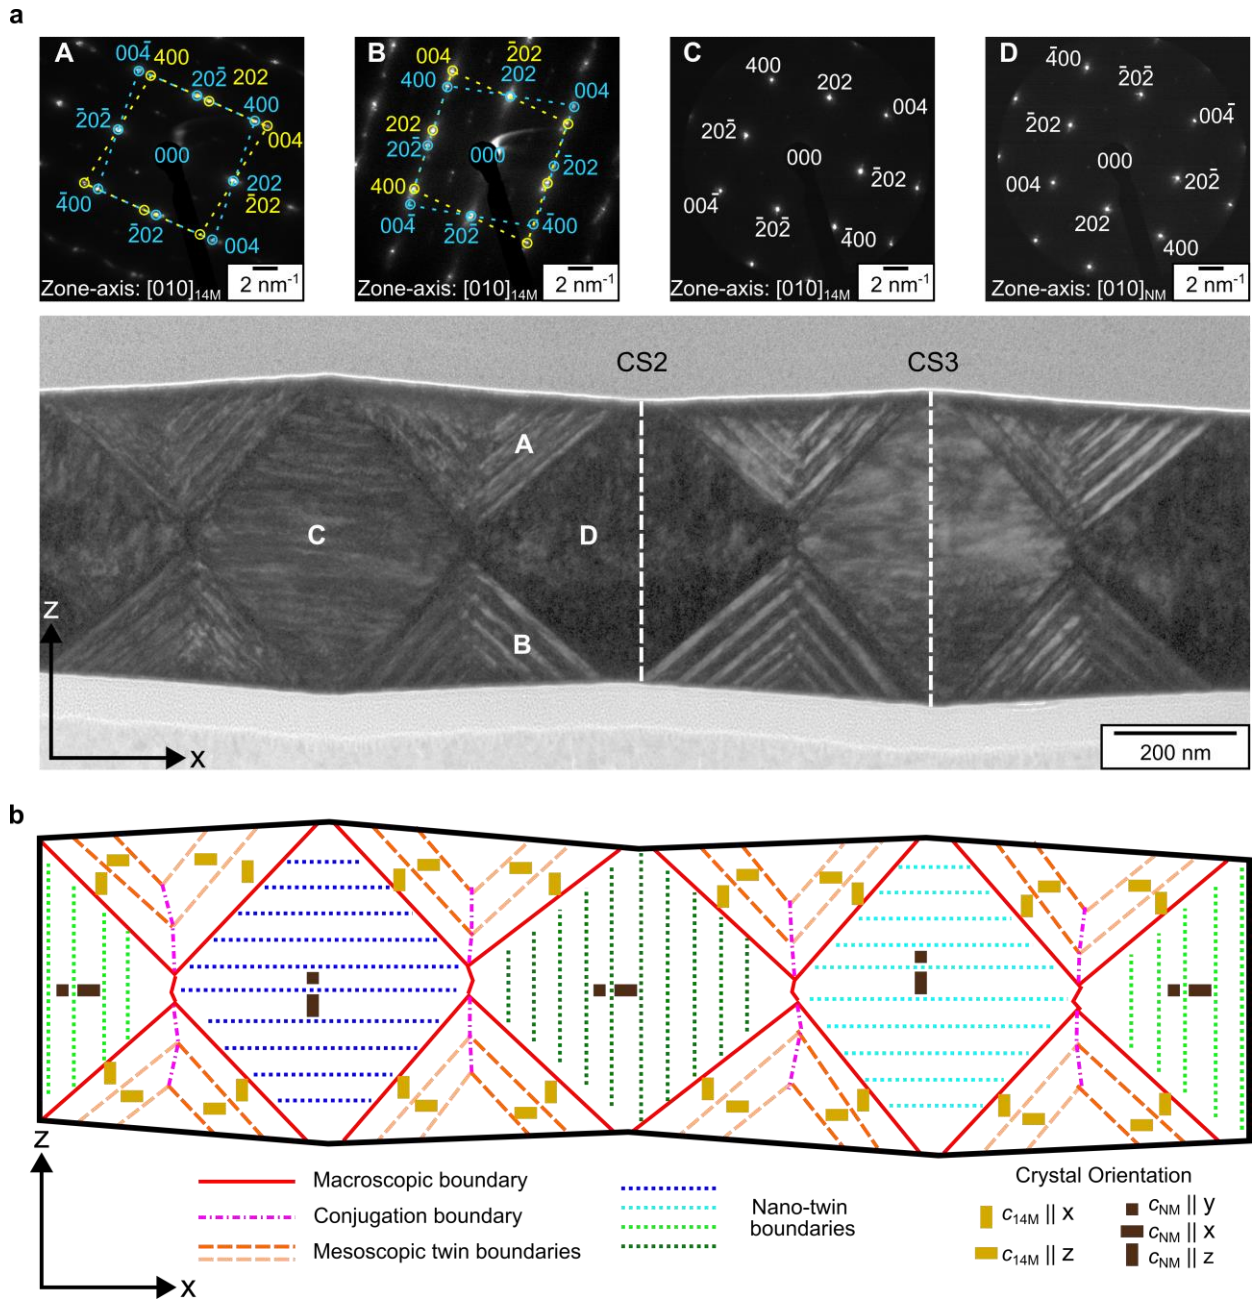 a
A
004̄
400
202̄
202
2̄02̄
400
004
000
202
2̄02
4̄00
2̄02
004
Zone-axis: [010]14M
2 nm-1
B
004
400
2̄02
202
004
202
202̄
000
2̄02
400
004̄
202̄
4̄00
Zone-axis: [010]14M
2 nm-1
C
400
202
004
202̄
000
2̄02
004̄
2̄02̄
4̄00
Zone-axis: [010]14M
2 nm-1
D
4̄00
2̄02̄
2̄02
004̄
000
004
202̄
202
400
Zone-axis: [010]NM
2 nm-1
CS2
CS3
A
C
D
B
z
x
200 nm
b
z
x
Macroscopic boundary
Conjugation boundary
Mesoscopic twin boundaries
Nano-twin
boundaries
Crystal Orientation
c14M || x
c14M || z
cNM || y
cNM || x
cNM || z